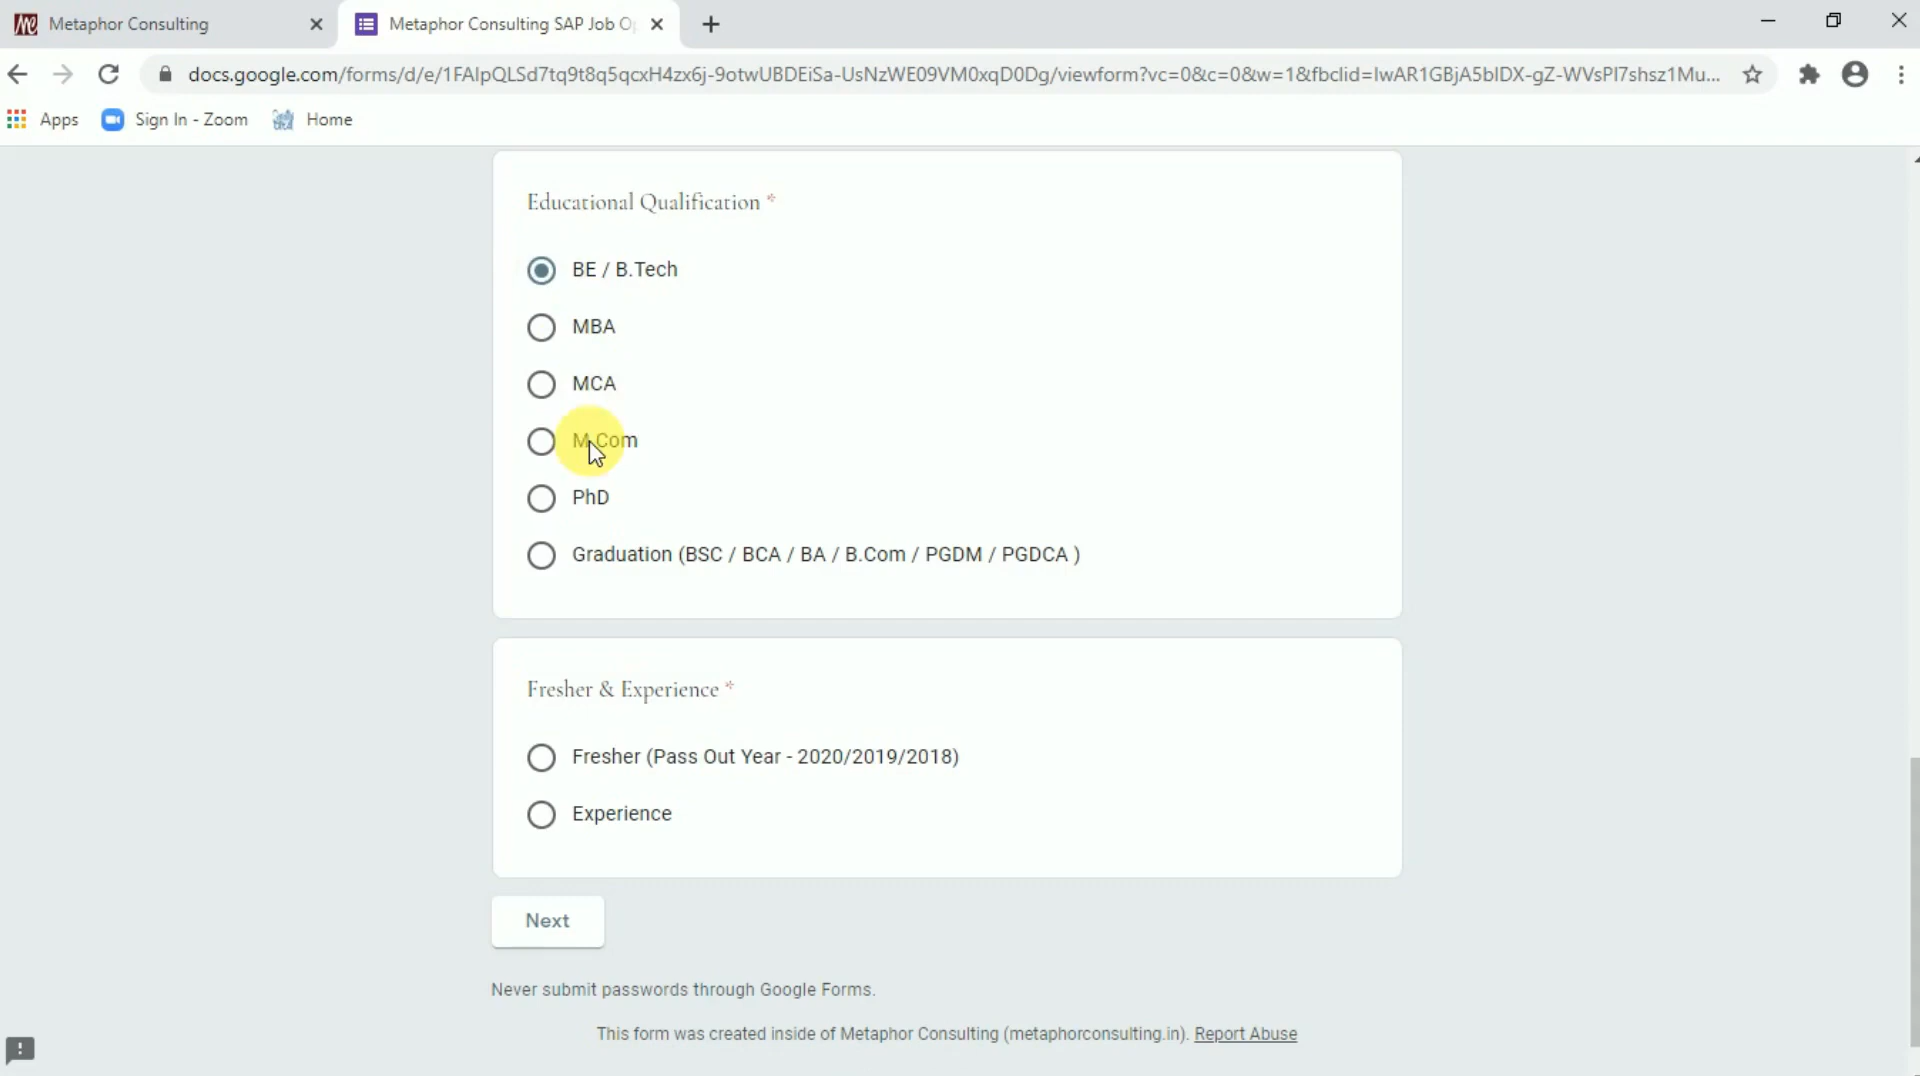 Metaphor Consulting
Metaphor Consulting SAP Job O
docs.google.com/forms/d/e/1FAIpQLSd7tq9t8q5qcxH4zx6j-9otwUBDEiSa-UsNzWE09VM0xqD0Dg/viewform?vc=0&c=0&w=1&fbclid=IwAR1GBjA5bIDX-gZ-WVsPI7shsz1Mu...
Apps
Sign In - Zoom
Home
Educational Qualification *
BE / B.Tech
MBA
MCA
M.Com
PhD
Graduation (BSC / BCA / BA / B.Com / PGDM / PGDCA )
Fresher & Experience *
Fresher (Pass Out Year - 2020/2019/2018)
Experience
Next
Never submit passwords through Google Forms.
This form was created inside of Metaphor Consulting (metaphorconsulting.in). Report Abuse